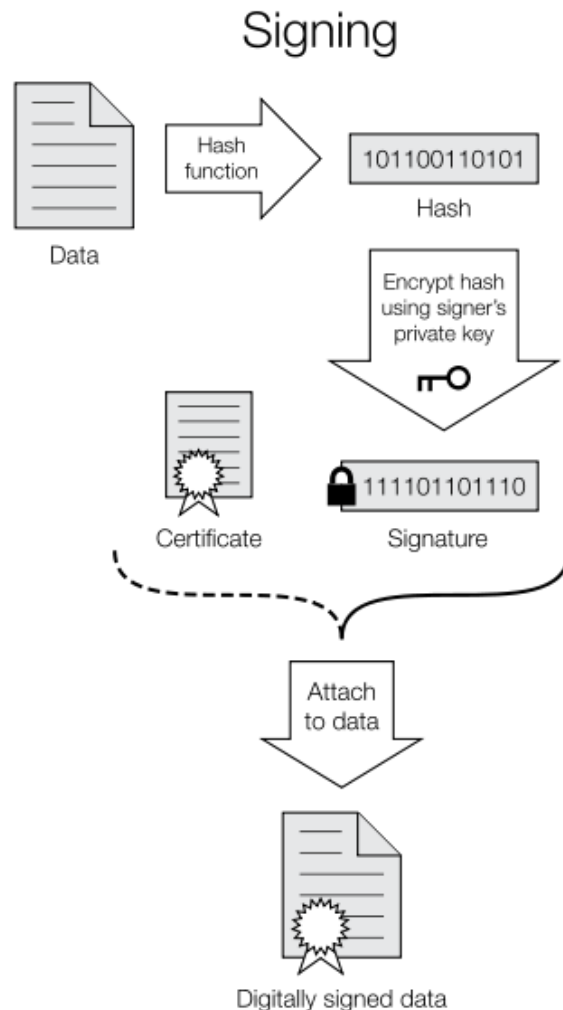 Signing
Hash
function
101100110101
Hash
Data
Encrypt hash
using signer's
private key
111101101110
Certificate
Signature
Attach
to data
Digitally signed data